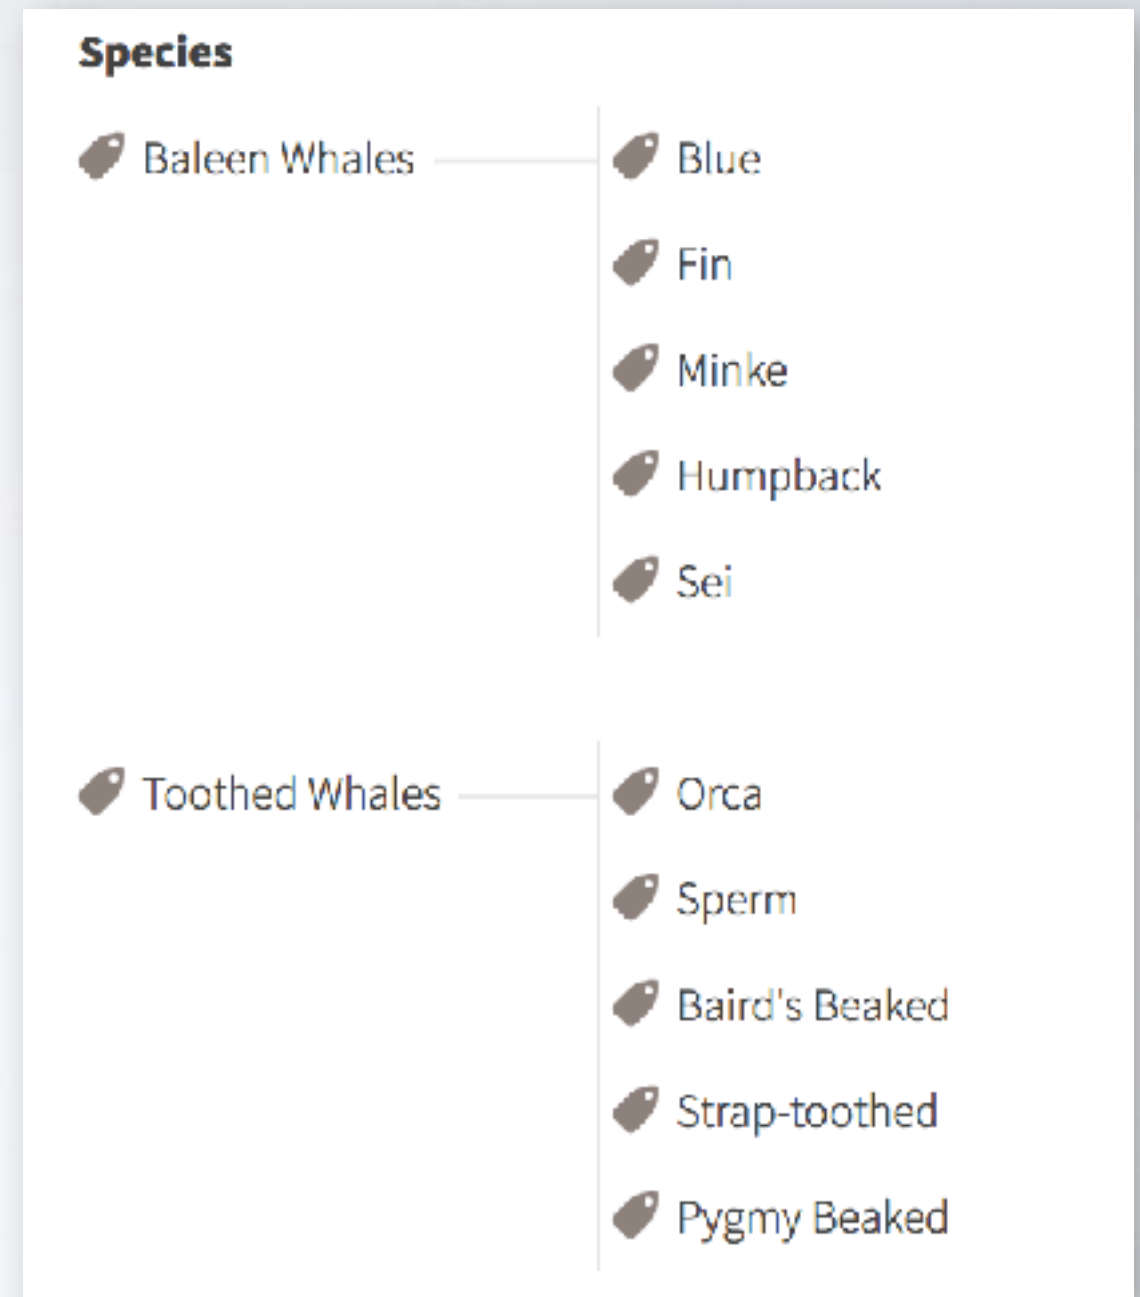 Species
Baleen Whales
Blue
Fin
Minke
Humpback
Sei
Toothed Whales
Orca
Sperm
Baird's Beaked
Strap-toothed
Pygmy Beaked